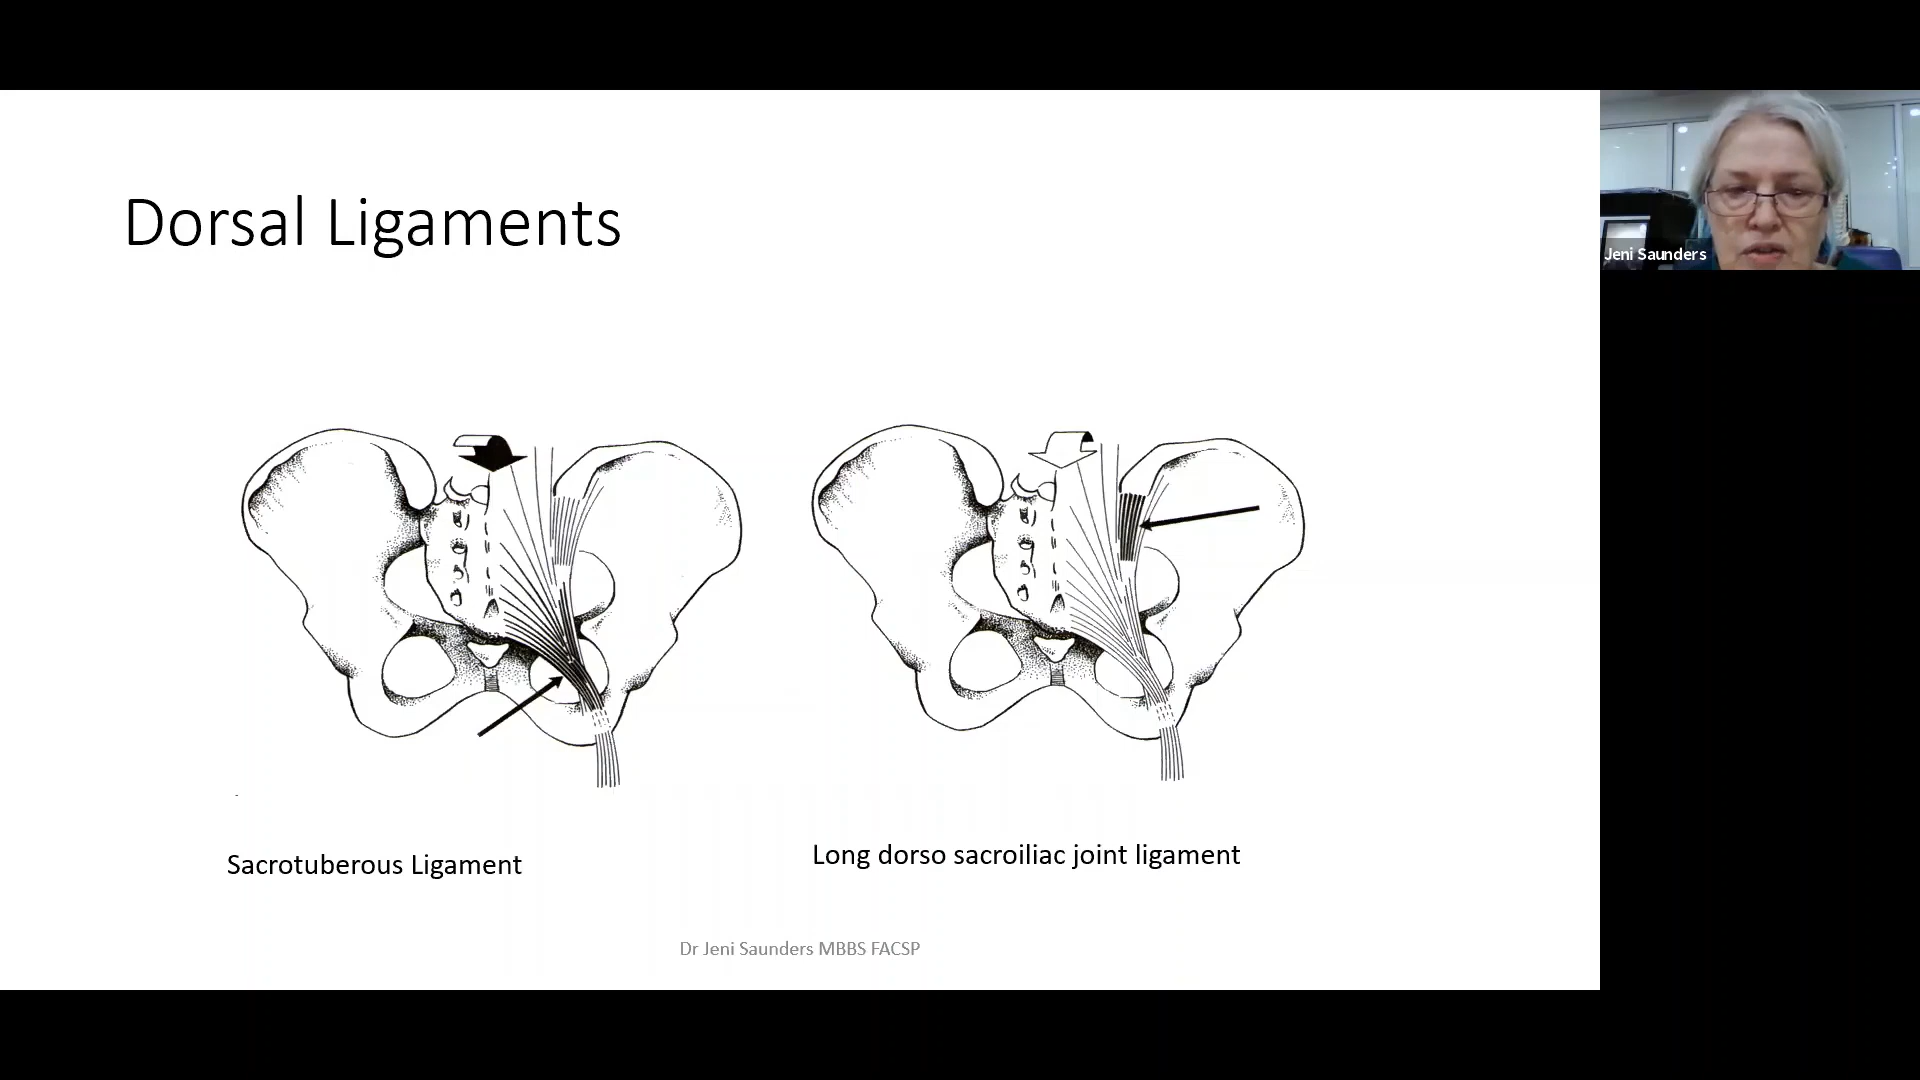 Dorsal Ligaments
Jeni Saunders
Sacrotuberous Ligament
Long dorso sacroiliac joint ligament
Dr Jeni Saunders MBBS FACSP